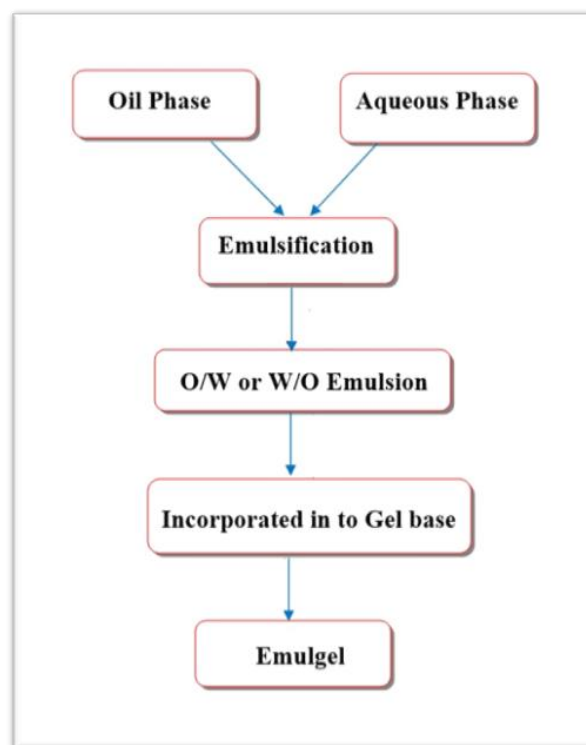 Oil Phase
Aqueous Phase
Emulsification
O/W or W/O Emulsion
Incorporated in to Gel base
Emulgel